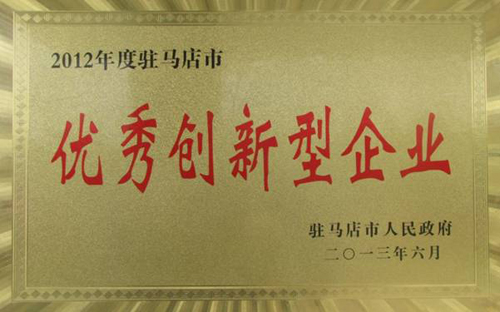 2012年度驻马店市
优秀创新型企业
驻马店市人民政府
二〇一三年六月